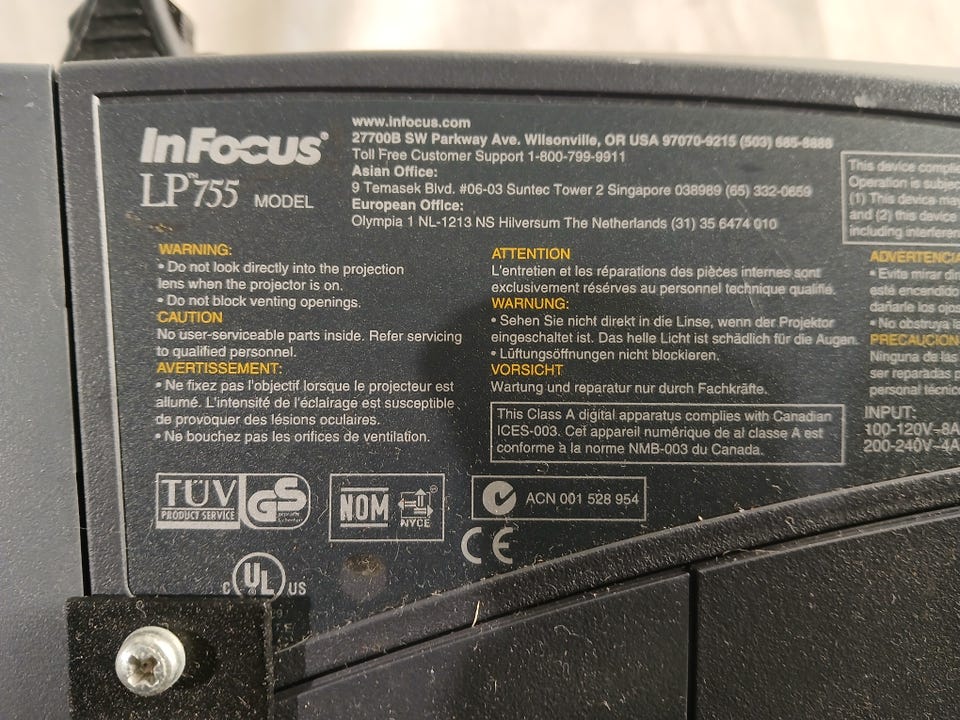 InFocus®
LP™755 MODEL
www.infocus.com
27700B SW Parkway Ave. Wilsonville, OR USA 97070-9215 (503) 685-8888
Toll Free Customer Support 1-800-799-9911
Asian Office:
9 Temasek Blvd. #06-03 Suntec Tower 2 Singapore 038989 (65) 332-0659
European Office:
Olympia 1 NL-1213 NS Hilversum The Netherlands (31) 35 6474 010
This device
Operation is
(1) This device may
and (2) this device
including
WARNING:
• Do not look directly into the projection
lens when the projector is on.
• Do not block venting openings.
CAUTION
No user-serviceable parts inside. Refer servicing
to qualified personnel.
AVERTISSEMENT:
• Ne fixez pas l'objectif lorsque le projecteur est
allumé. L'intensité de l'éclairage est susceptible
de provoquer des lésions oculaires.
• Ne bouchez pas les orifices de ventilation.
ATTENTION
L'entretien et les réparations des pièces internes sont
exclusivement résérves au personnel technique qualifié.
WARNUNG:
• Sehen Sie nicht direkt in die Linse, wenn der Projektor
eingeschaltet ist. Das helle Licht ist schädlich für die Augen.
• Lüftungsöffnungen nicht blockieren.
VORSICHT
Wartung und reparatur nur durch Fachkräfte.
This Class A digital apparatus complies with Canadian
ICES-003. Cet appareil numérique de al classe A est
conforme à la norme NMB-003 du Canada.
• Evite mirar
esté encendido
dañarle los ojos
• No obstruya
PRECAUCION
Ninguna de las
ser reparadas
personal
INPUT:
100-120V~8A
200-240V~4A
TÜV
PRODUCT SERVICE
GS
NOM
NYCE
ACN 001 528 954
CE
C UL US